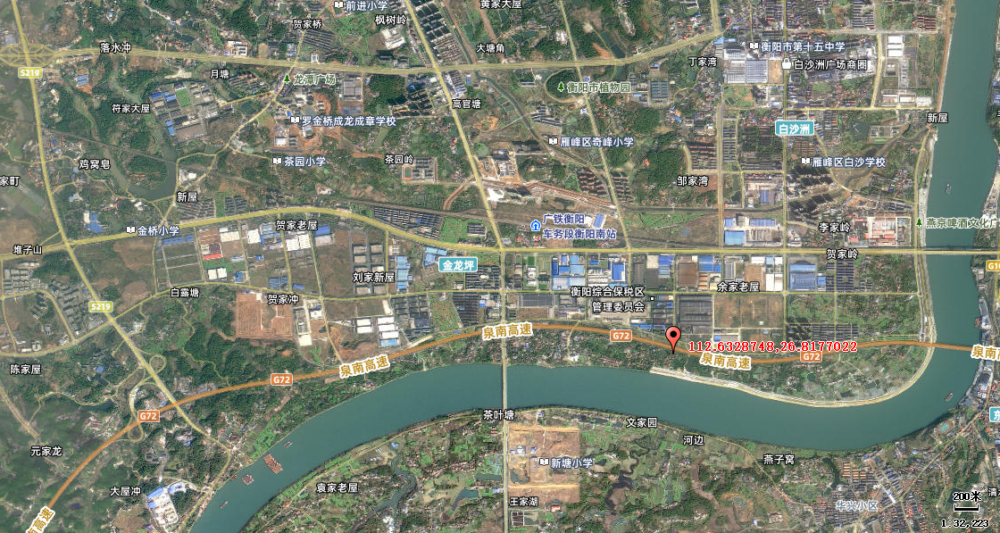 前进小学
黄家大屋
枫树岭
贺家桥
落水冲
大塘角
衡阳市第十五中学
丁家湾
白沙洲广场商圈
S219
月塘
龙溪广场
衡阳市植物园
符家大屋
高官塘
罗金桥成龙成章学校
新屋
白沙洲
雁峰区奇峰小学
茶园小学
茶园岭
鸡窝皂
雁峰区白沙学校
家町
邹家湾
新屋
广铁衡阳
车务段衡阳南站
贺家老屋
金桥小学
李家岭
燕京啤酒文化广
堆子山
贺家岭
金龙坪
刘家新屋
余家老屋
白露塘
贺家冲
衡阳综合保税区
管理委员会
S219
泉南高速
G72
112.6328748,26.8177022
泉南高速
G72
泉南
陈家屋
泉南高速
G72
G72
茶叶塘
文家园
河边
元家龙
燕子窝
新塘小学
大屋冲
袁家老屋
王家湖
华兴小区
南高速
200米
1:32,223